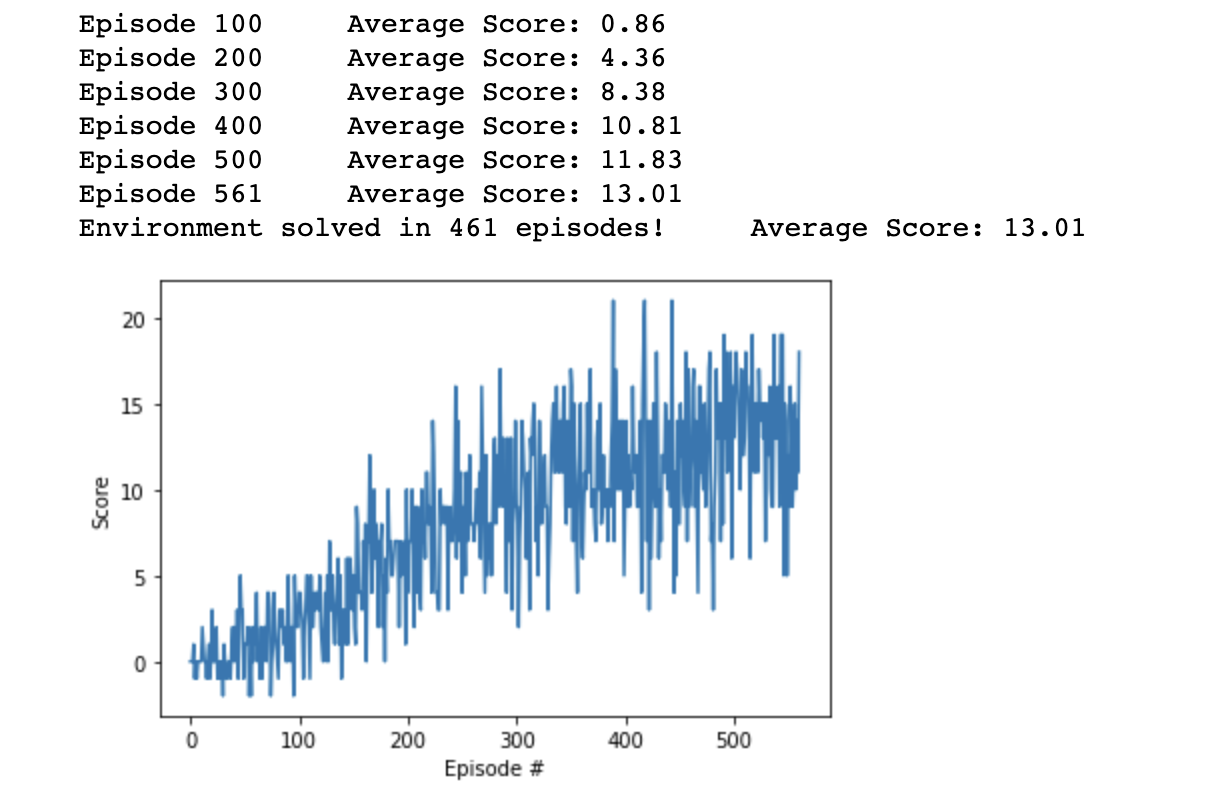 Episode 100 Average Score: 0.86
Episode 200 Average Score: 4.36
Episode 300 Average Score: 8.38
Episode 400 Average Score: 10.81
Episode 500 Average Score: 11.83
Episode 561 Average Score: 13.01
Environment solved in 461 episodes! Average Score: 13.01
20
15
10
5
0
Score
0 100 200 300 400 500
Episode #